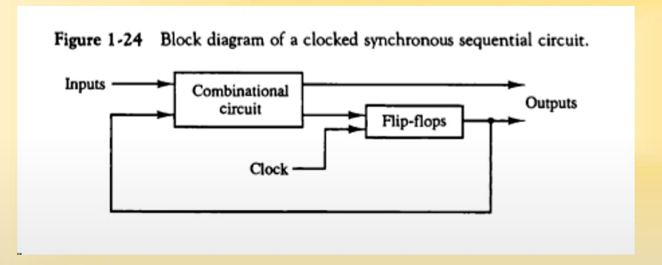 Figure 1-24 Block diagram of a clocked synchronous sequential circuit.
Inputs
Combinational
circuit
Outputs
Flip-flops
Clock